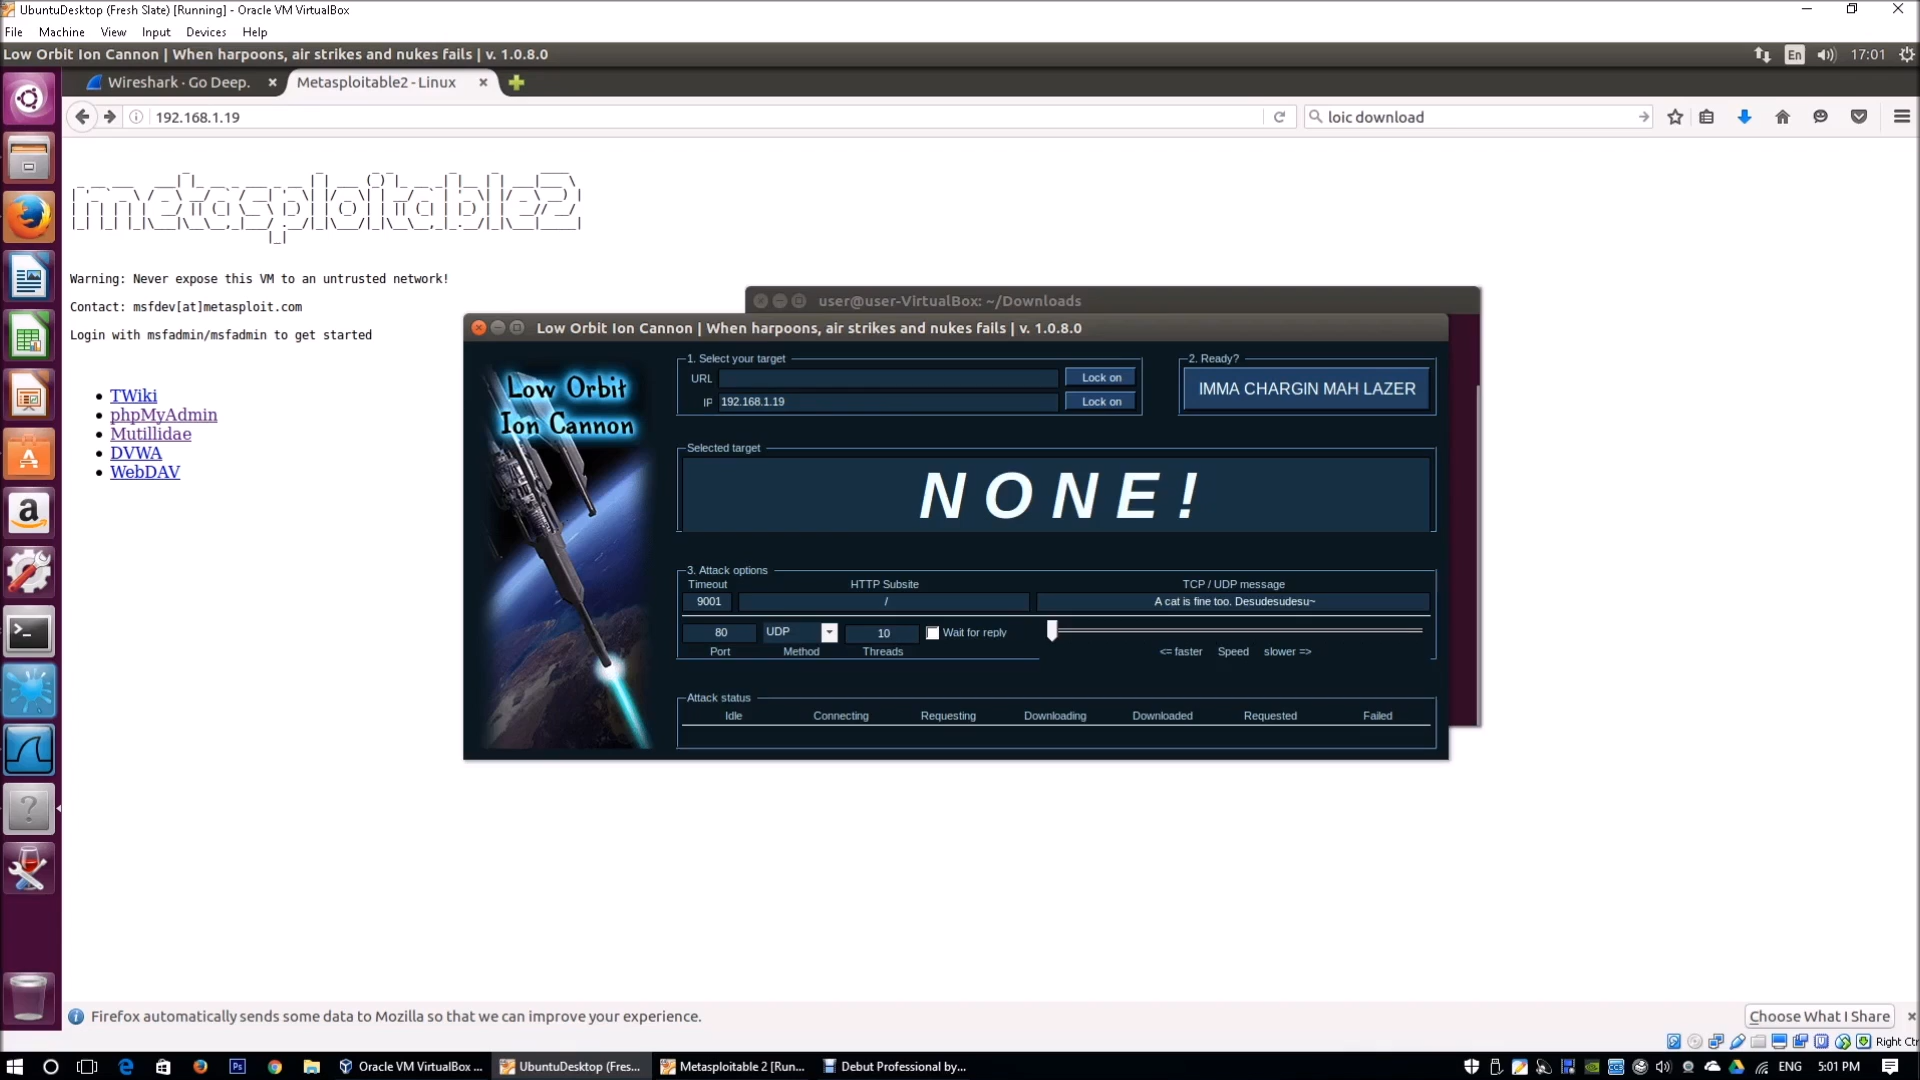 UbuntuDesktop (Fresh Slate) [Running] - Oracle VM VirtualBox
File Machine View Input Devices Help
Low Orbit Ion Cannon | When harpoons, air strikes and nukes fails | v. 1.0.8.0
En 17:01
Wireshark · Go Deep.
Metasploitable2 - Linux
192.168.1.19
loic download
metasploitable2
Warning: Never expose this VM to an untrusted network!
Contact: msfdev[at]metasploit.com
Login with msfadmin/msfadmin to get started
TWiki
phpMyAdmin
Mutillidae
DVWA
WebDAV
user@user-VirtualBox: ~/Downloads
Low Orbit Ion Cannon | When harpoons, air strikes and nukes fails | v. 1.0.8.0
Low Orbit
Ion Cannon
1. Select your target
URL Lock on
IP 192.168.1.19 Lock on
2. Ready?
IMMA CHARGIN MAH LAZER
Selected target
NONE!
3. Attack options
Timeout HTTP Subsite TCP / UDP message
9001 / A cat is fine too. Desudesudesu~
80 UDP 10 Wait for reply
Port Method Threads <= faster Speed slower =>
Attack status
Idle Connecting Requesting Downloading Downloaded Requested Failed
Firefox automatically sends some data to Mozilla so that we can improve your experience.
Choose What I Share
Right Ctr
Oracle VM VirtualBox ...
UbuntuDesktop (Fres...
Metasploitable 2 [Run...
Debut Professional by...
ENG 5:01 PM